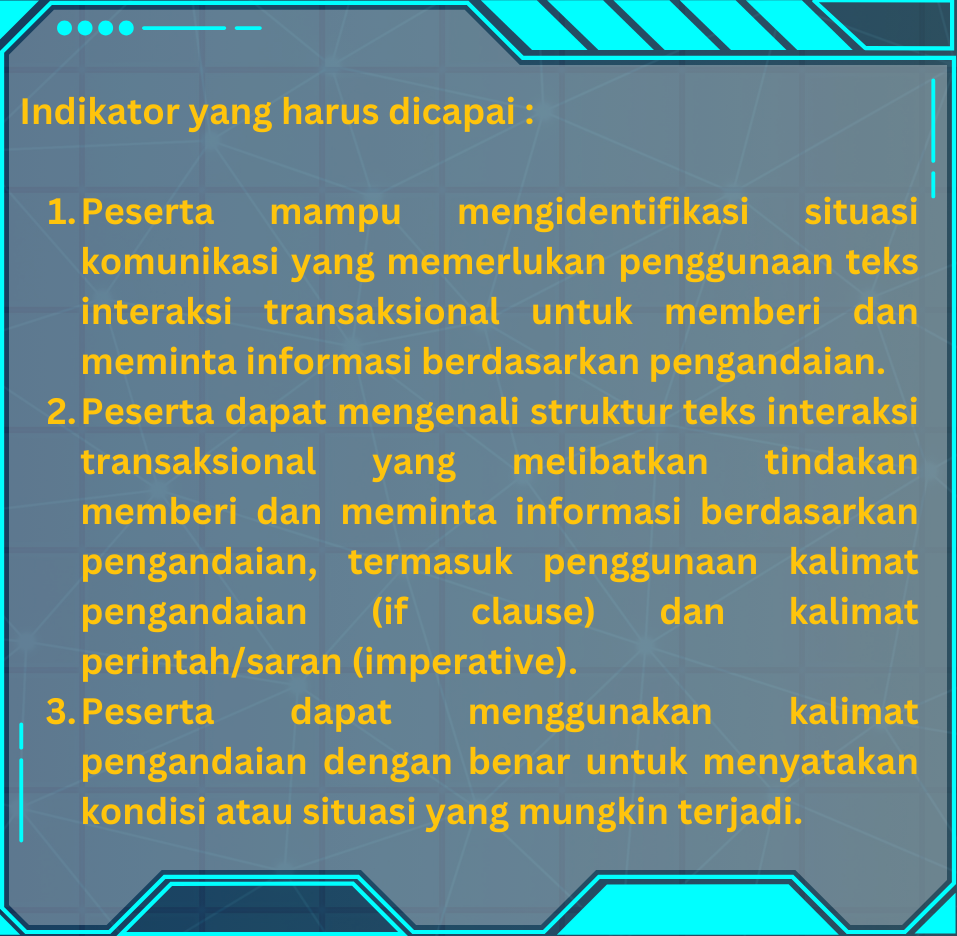 Indikator yang harus dicapai :
1. Peserta mampu mengidentifikasi situasi
komunikasi yang memerlukan penggunaan teks
interaksi transaksional untuk memberi dan
meminta informasi berdasarkan pengandaian.
2. Peserta dapat mengenali struktur teks interaksi
transaksional yang melibatkan tindakan
memberi dan meminta informasi berdasarkan
pengandaian, termasuk penggunaan kalimat
pengandaian (if clause) dan kalimat
perintah/saran (imperative).
3. Peserta dapat menggunakan kalimat
pengandaian dengan benar untuk menyatakan
kondisi atau situasi yang mungkin terjadi.